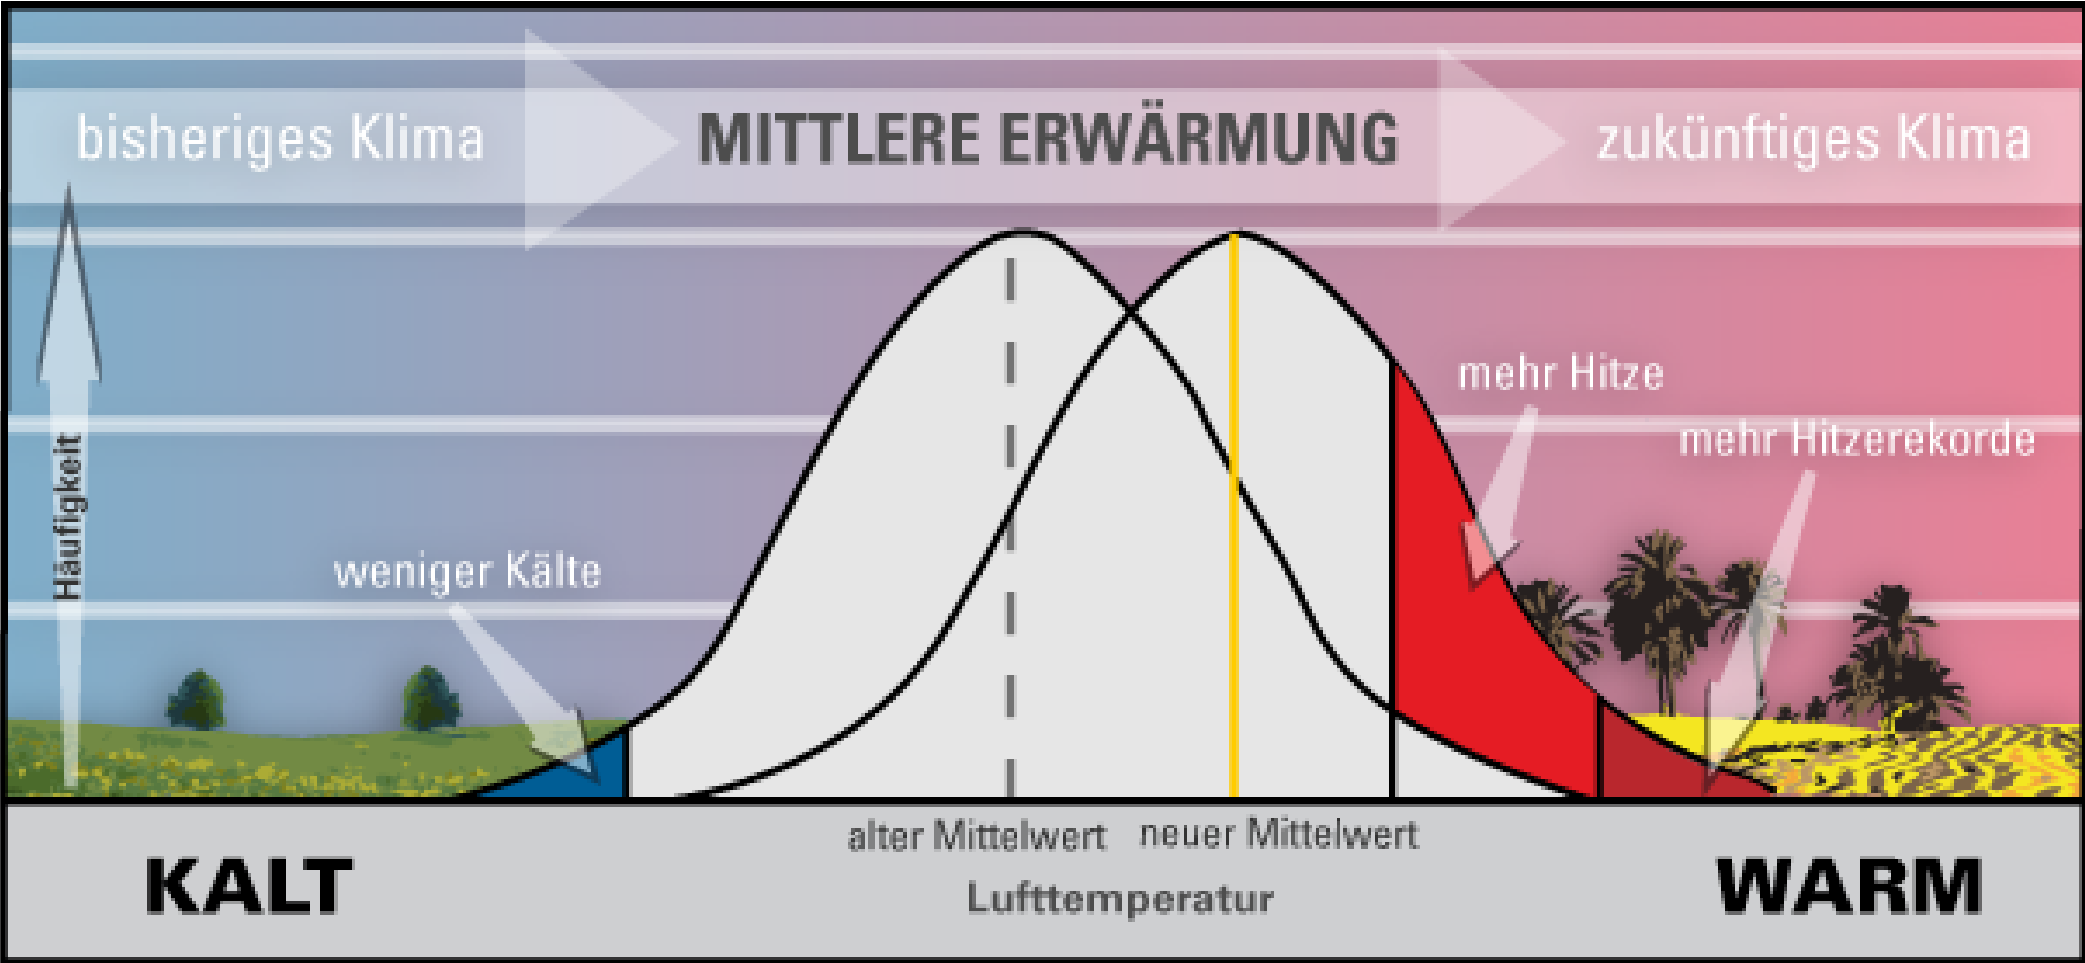 bisheriges Klima
MITTLERE ERWÄRMUNG
zukünftiges Klima
Häufigkeit
weniger Kälte
mehr Hitze
mehr Hitzerekorde
alter Mittelwert
neuer Mittelwert
KALT
Lufttemperatur
WARM